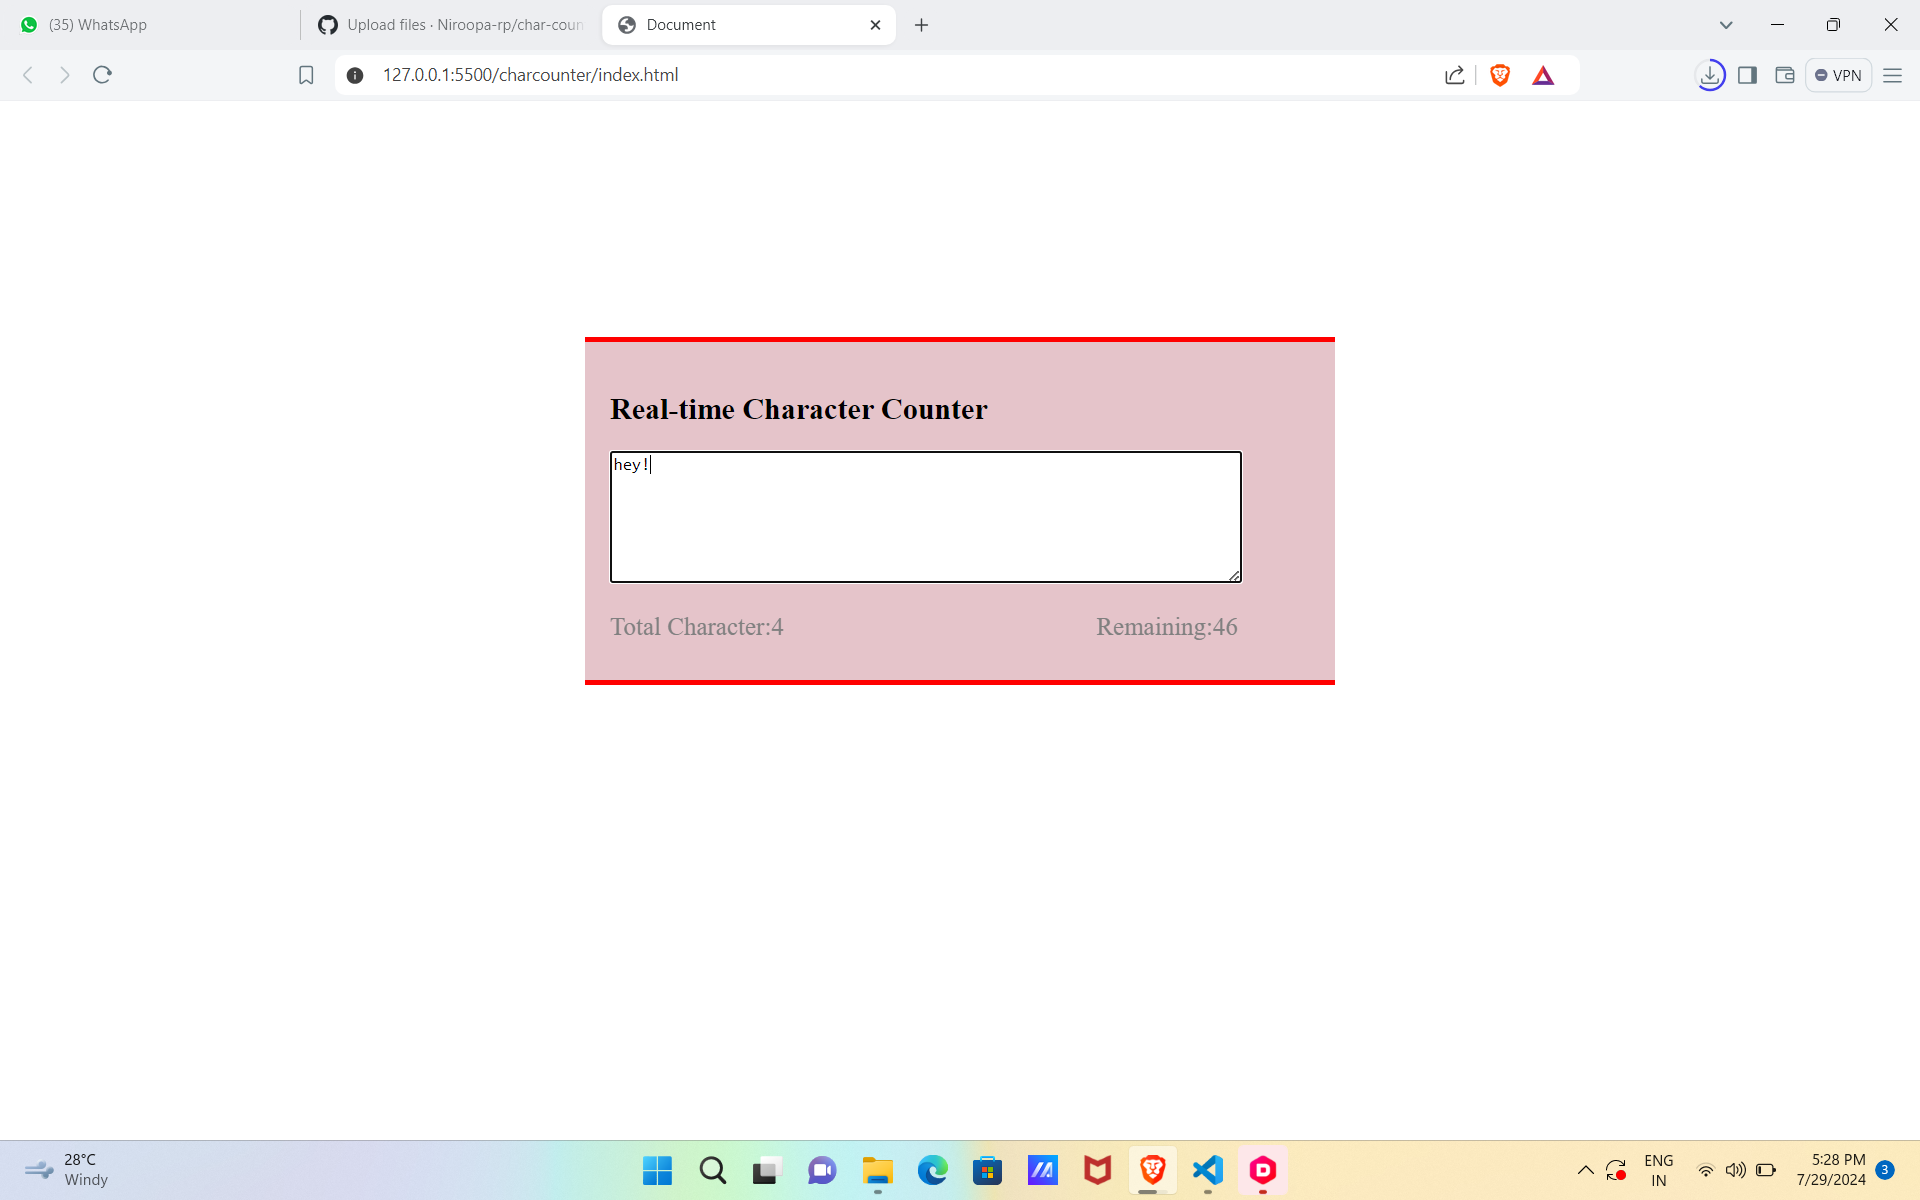 (35) WhatsApp
Upload files · Niroopa-rp/char-coun
Document
127.0.0.1:5500/charcounter/index.html
VPN
Real-time Character Counter
hey!
Total Character:4 Remaining:46
28°C
Windy
ENG
IN
5:28 PM
7/29/2024
3